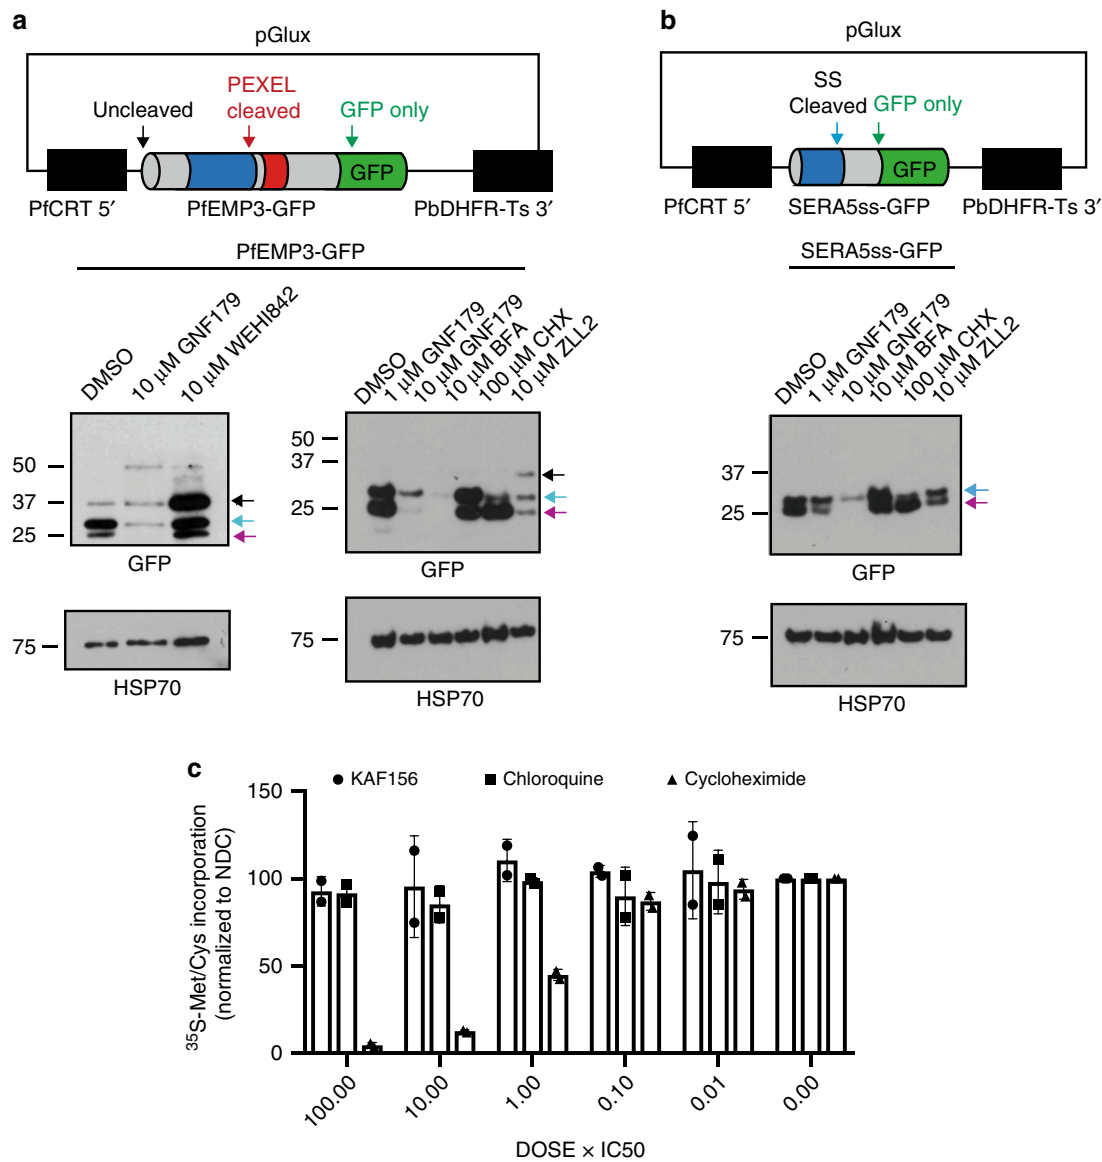 a
pGlux
Uncleaved
PEXEL
cleaved
GFP only
GFP
PfCRT 5′
PfEMP3-GFP
PbDHFR-Ts 3′
PfEMP3-GFP
DMSO
10 μM GNF179
10 μM WEHI842
50
37
25
GFP
75
HSP70
DMSO
1 μM GNF179
10 μM GNF179
10 μM BFA
100 μM CHX
10 μM ZLL2
50
37
25
GFP
75
HSP70
b
pGlux
SS
Cleaved
GFP only
GFP
PfCRT 5′
SERA5ss-GFP
PbDHFR-Ts 3′
SERA5ss-GFP
DMSO
1 μM GNF179
10 μM GNF179
10 μM BFA
100 μM CHX
10 μM ZLL2
37
25
GFP
75
HSP70
c
KAF156
Chloroquine
Cycloheximide
³⁵S-Met/Cys incorporation
(normalized to NDC)
150
100
50
0
100.00
10.00
1.00
0.10
0.01
0.00
DOSE × IC50